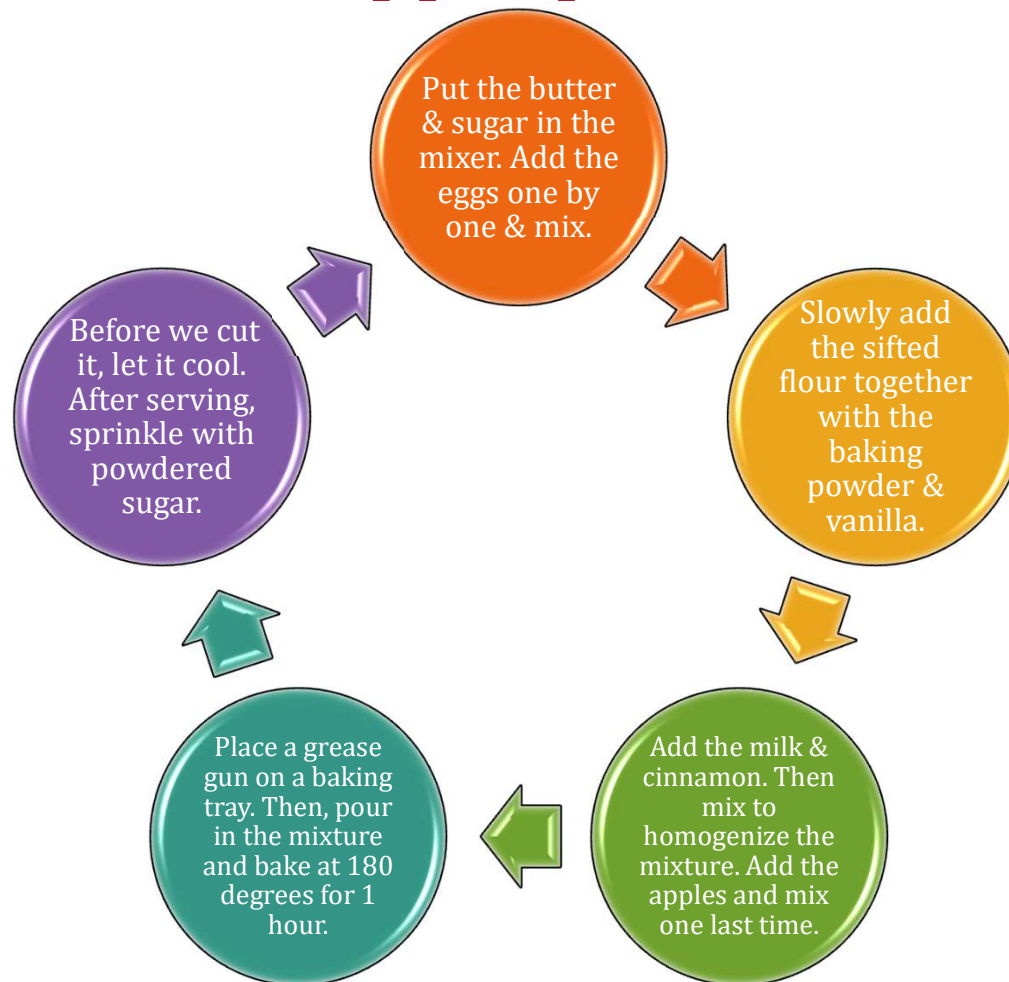 Put the butter
& sugar in the
mixer. Add the
eggs one by
one & mix.
Slowly add
the sifted
flour together
with the
baking
powder &
vanilla.
Add the milk &
cinnamon. Then
mix to
homogenize the
mixture. Add the
apples and mix
one last time.
Place a grease
gun on a baking
tray. Then, pour
in the mixture
and bake at 180
degrees for 1
hour.
Before we cut
it, let it cool.
After serving,
sprinkle with
powdered
sugar.